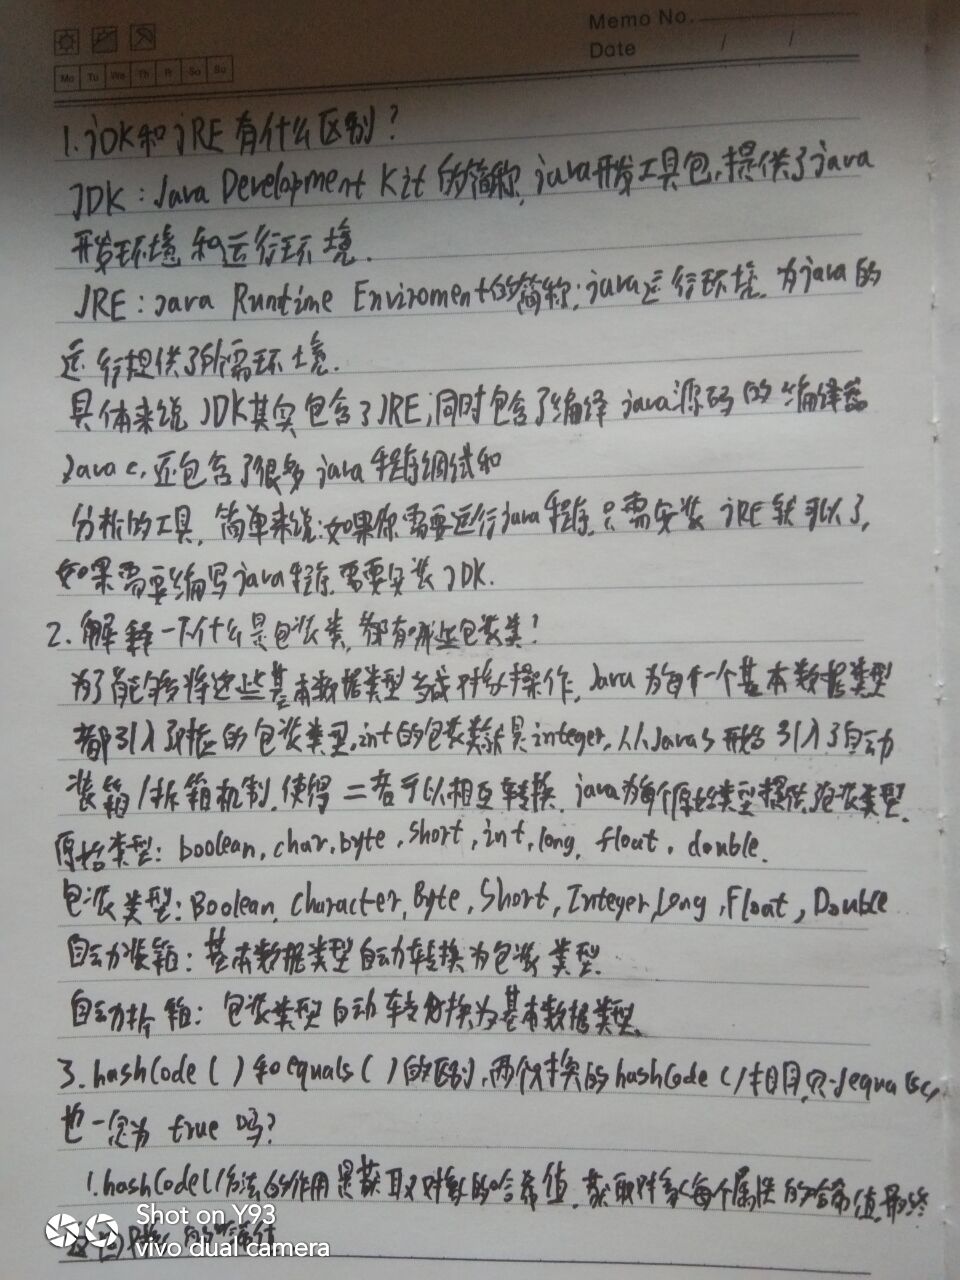 Memo No.
Date / /
Mo Tu We Th Fr Sa Su
1. jDK和jRE有什么区别?
JDK:Java Development Kit的简称,java开发工具包,提供了java
开发环境和运行环境.
JRE:Java Runtime Enviroment的简称,java运行环境,为java的
运行提供了所需环境.
具体来说JDK其实包含了JRE,同时包含了编译java源码的编译器
Java c,还包含了很多java程序调试和
分析的工具,简单来说:如果你需要运行java程序,只需安装jRE就可以了,
如果需要编写java程序,需要安装JDK.
2.解释一下什么是包装类,都有哪些包装类?
为了能够将这些基本数据类型当成对象操作,Java为每一个基本数据类型
都引入了对应的包装类型,int的包装类就是integer,从Java5开始引入了自动
装箱/拆箱机制,使得二者可以相互转换,java为每个原始类型提供包装类型.
原始类型:boolean,char,byte,short,int,long,float,double.
包装类型:Boolean,Character,Byte,Short,Integer,Long,Float,Double
自动装箱:基本数据类型自动转换为包装类型.
自动拆箱:包装类型自动转换为基本数据类型.
3.hashCode()和equals()的区别,两个对象的hashCode()相同,则equals()
也一定为true吗?
1.hashCode()方法的作用是获取对象的哈希值,获取对象每个属性的哈希值,最终
返回对象的哈希值
Shot on Y93
vivo dual camera